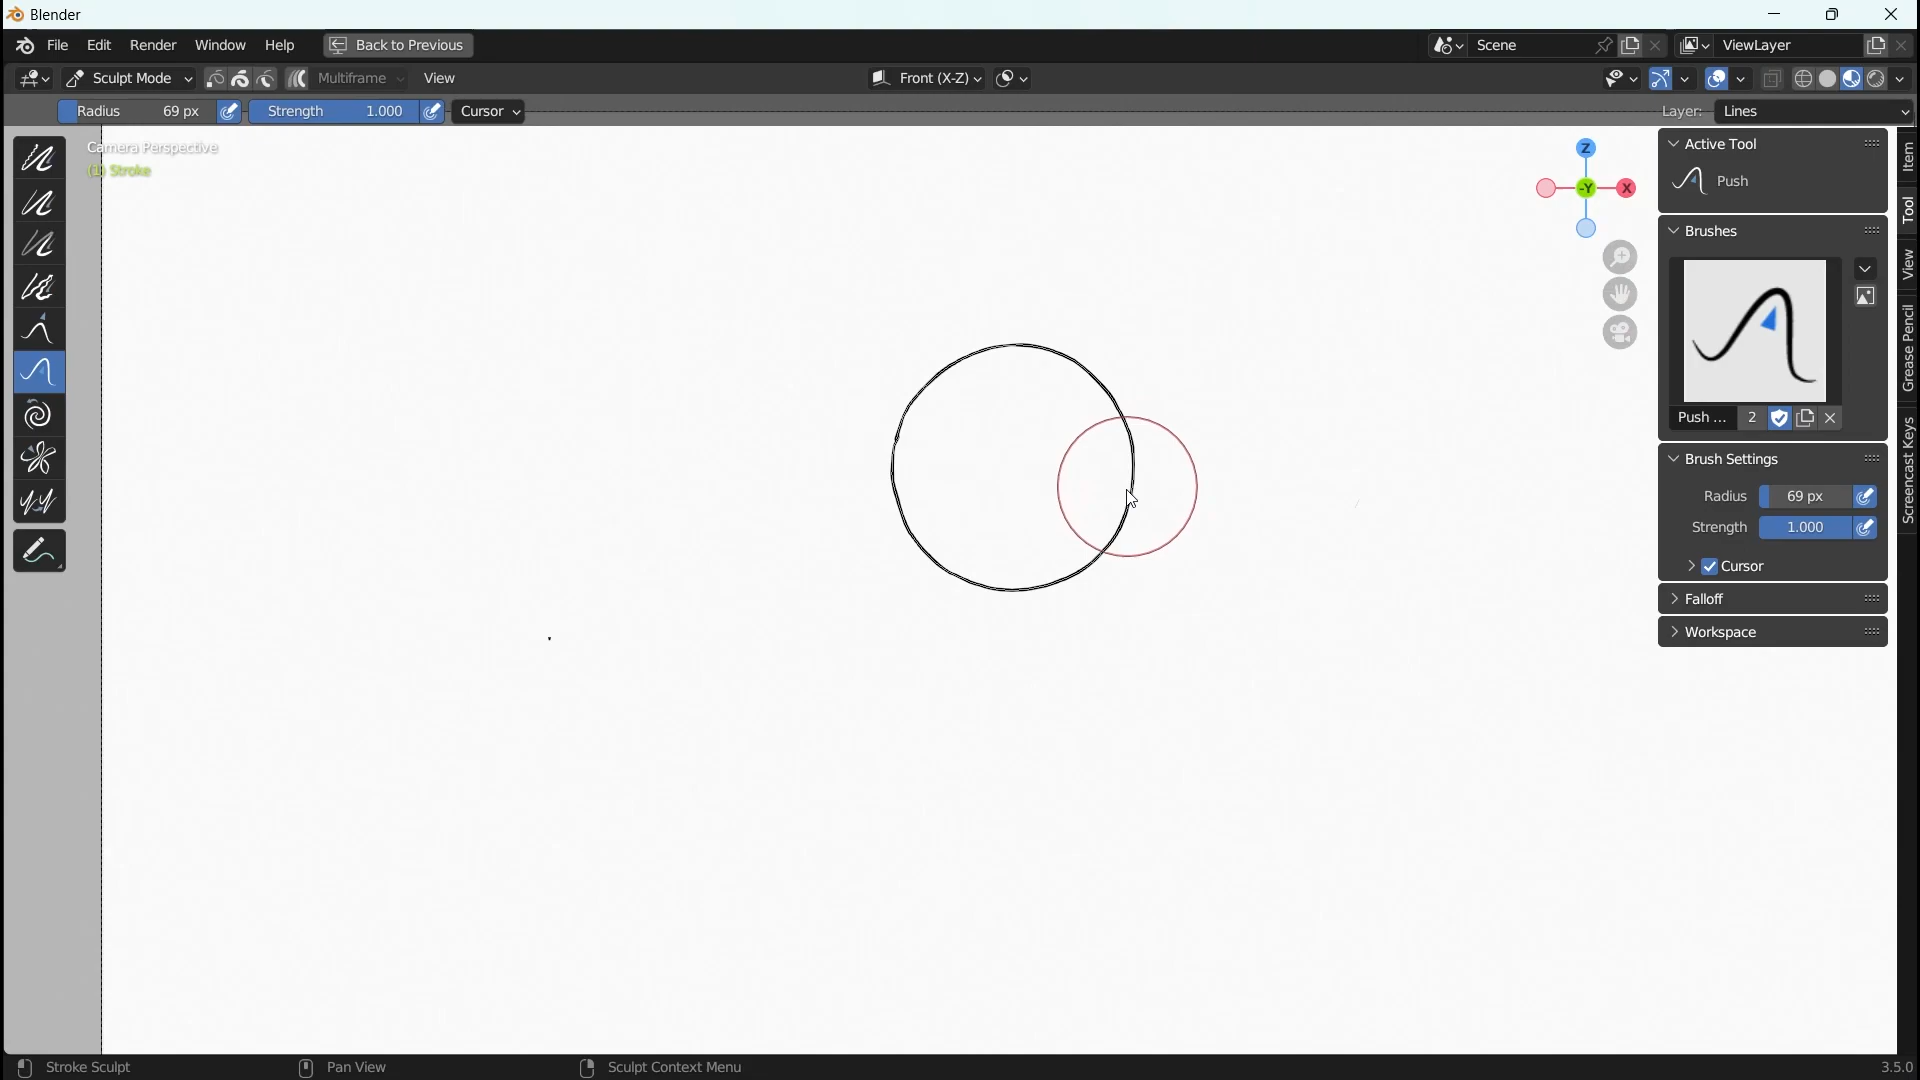 Blender
File Edit Render Window Help Back to Previous Scene ViewLayer
Sculpt Mode Multiframe View Front (X-Z)
Radius 69 px Strength 1.000 Cursor Layer: Lines
Camera Perspective
(1) Stroke
Z
-Y X
Active Tool
Push
Brushes
Push ... 2
Brush Settings
Radius 69 px
Strength 1.000
Cursor
Falloff
Workspace
Item
Tool
View
Grease Pencil
Screencast Keys
Stroke Sculpt Pan View Sculpt Context Menu 3.5.0